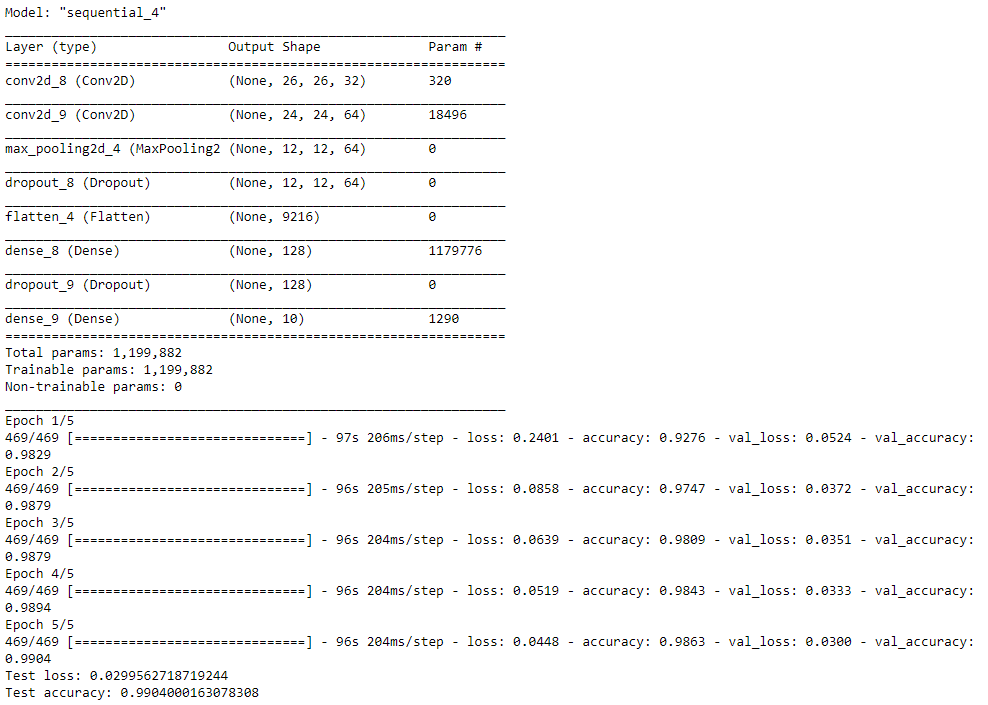 Model: "sequential_4"
_________________________________________________________________
Layer (type)                 Output Shape              Param #
=================================================================
conv2d_8 (Conv2D)            (None, 26, 26, 32)        320
_________________________________________________________________
conv2d_9 (Conv2D)            (None, 24, 24, 64)        18496
_________________________________________________________________
max_pooling2d_4 (MaxPooling2 (None, 12, 12, 64)        0
_________________________________________________________________
dropout_8 (Dropout)          (None, 12, 12, 64)        0
_________________________________________________________________
flatten_4 (Flatten)          (None, 9216)              0
_________________________________________________________________
dense_8 (Dense)              (None, 128)               1179776
_________________________________________________________________
dropout_9 (Dropout)          (None, 128)               0
_________________________________________________________________
dense_9 (Dense)              (None, 10)                1290
=================================================================
Total params: 1,199,882
Trainable params: 1,199,882
Non-trainable params: 0
_________________________________________________________________
Epoch 1/5
469/469 [==============================] - 97s 206ms/step - loss: 0.2401 - accuracy: 0.9276 - val_loss: 0.0524 - val_accuracy:
0.9829
Epoch 2/5
469/469 [==============================] - 96s 205ms/step - loss: 0.0858 - accuracy: 0.9747 - val_loss: 0.0372 - val_accuracy:
0.9879
Epoch 3/5
469/469 [==============================] - 96s 204ms/step - loss: 0.0639 - accuracy: 0.9809 - val_loss: 0.0351 - val_accuracy:
0.9879
Epoch 4/5
469/469 [==============================] - 96s 204ms/step - loss: 0.0519 - accuracy: 0.9843 - val_loss: 0.0333 - val_accuracy:
0.9894
Epoch 5/5
469/469 [==============================] - 96s 204ms/step - loss: 0.0448 - accuracy: 0.9863 - val_loss: 0.0300 - val_accuracy:
0.9904
Test loss: 0.0299562718719244
Test accuracy: 0.9904000163078308